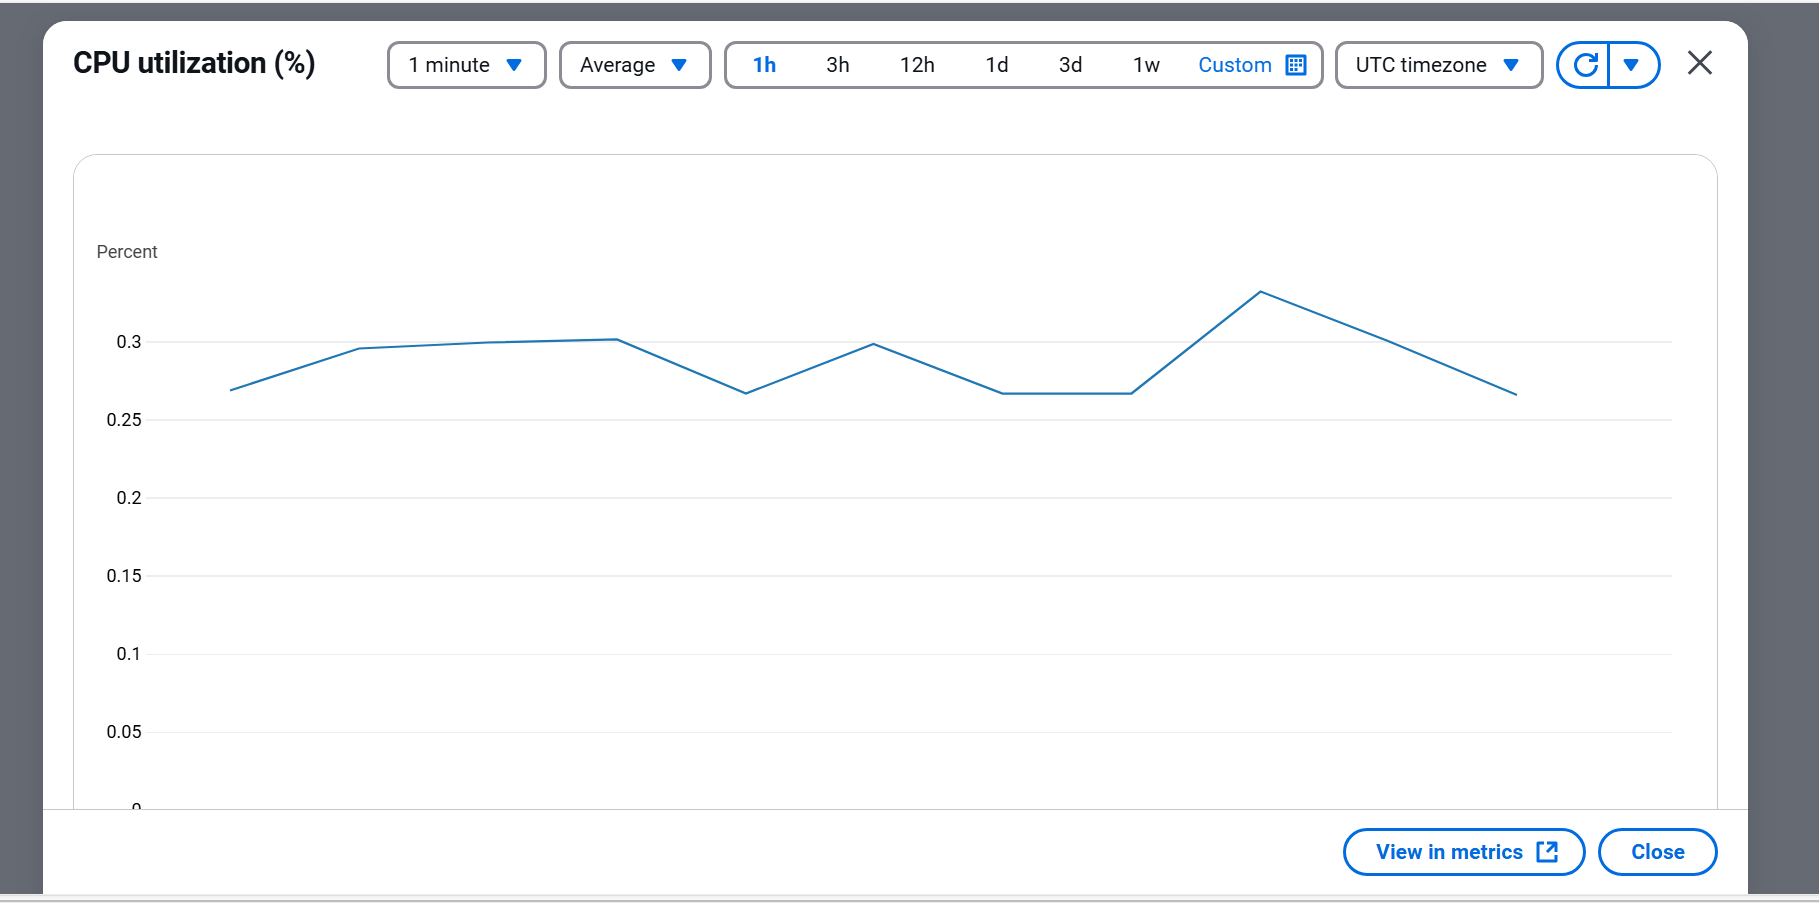 CPU utilization (%)
1 minute
Average
1h 3h 12h 1d 3d 1w Custom
UTC timezone
Percent
0.3
0.25
0.2
0.15
0.1
0.05
0
View in metrics
Close